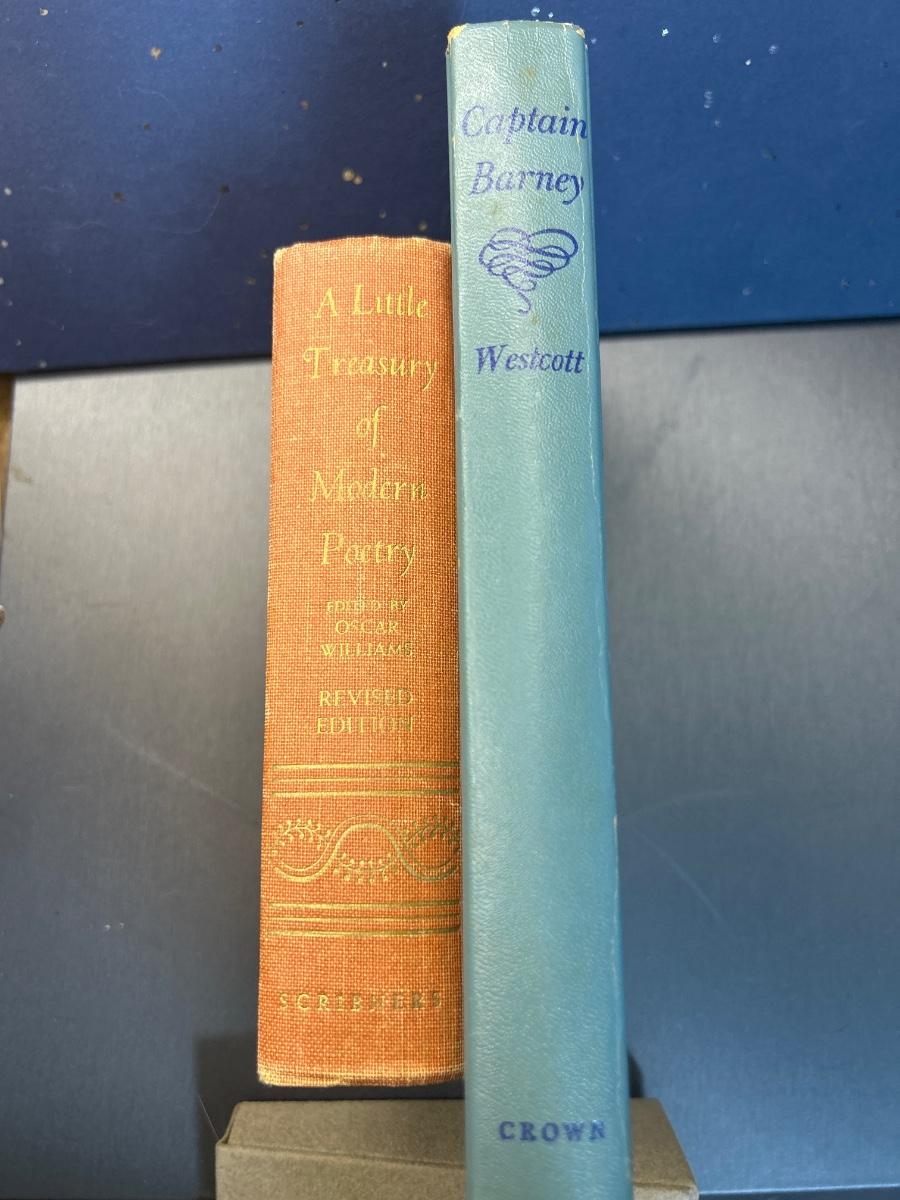 A Little
Treasury
of
Modern
Poetry
EDITED BY
OSCAR
WILLIAMS
REVISED
EDITION
SCRIBNERS
Captain
Barney
Westcott
CROWN